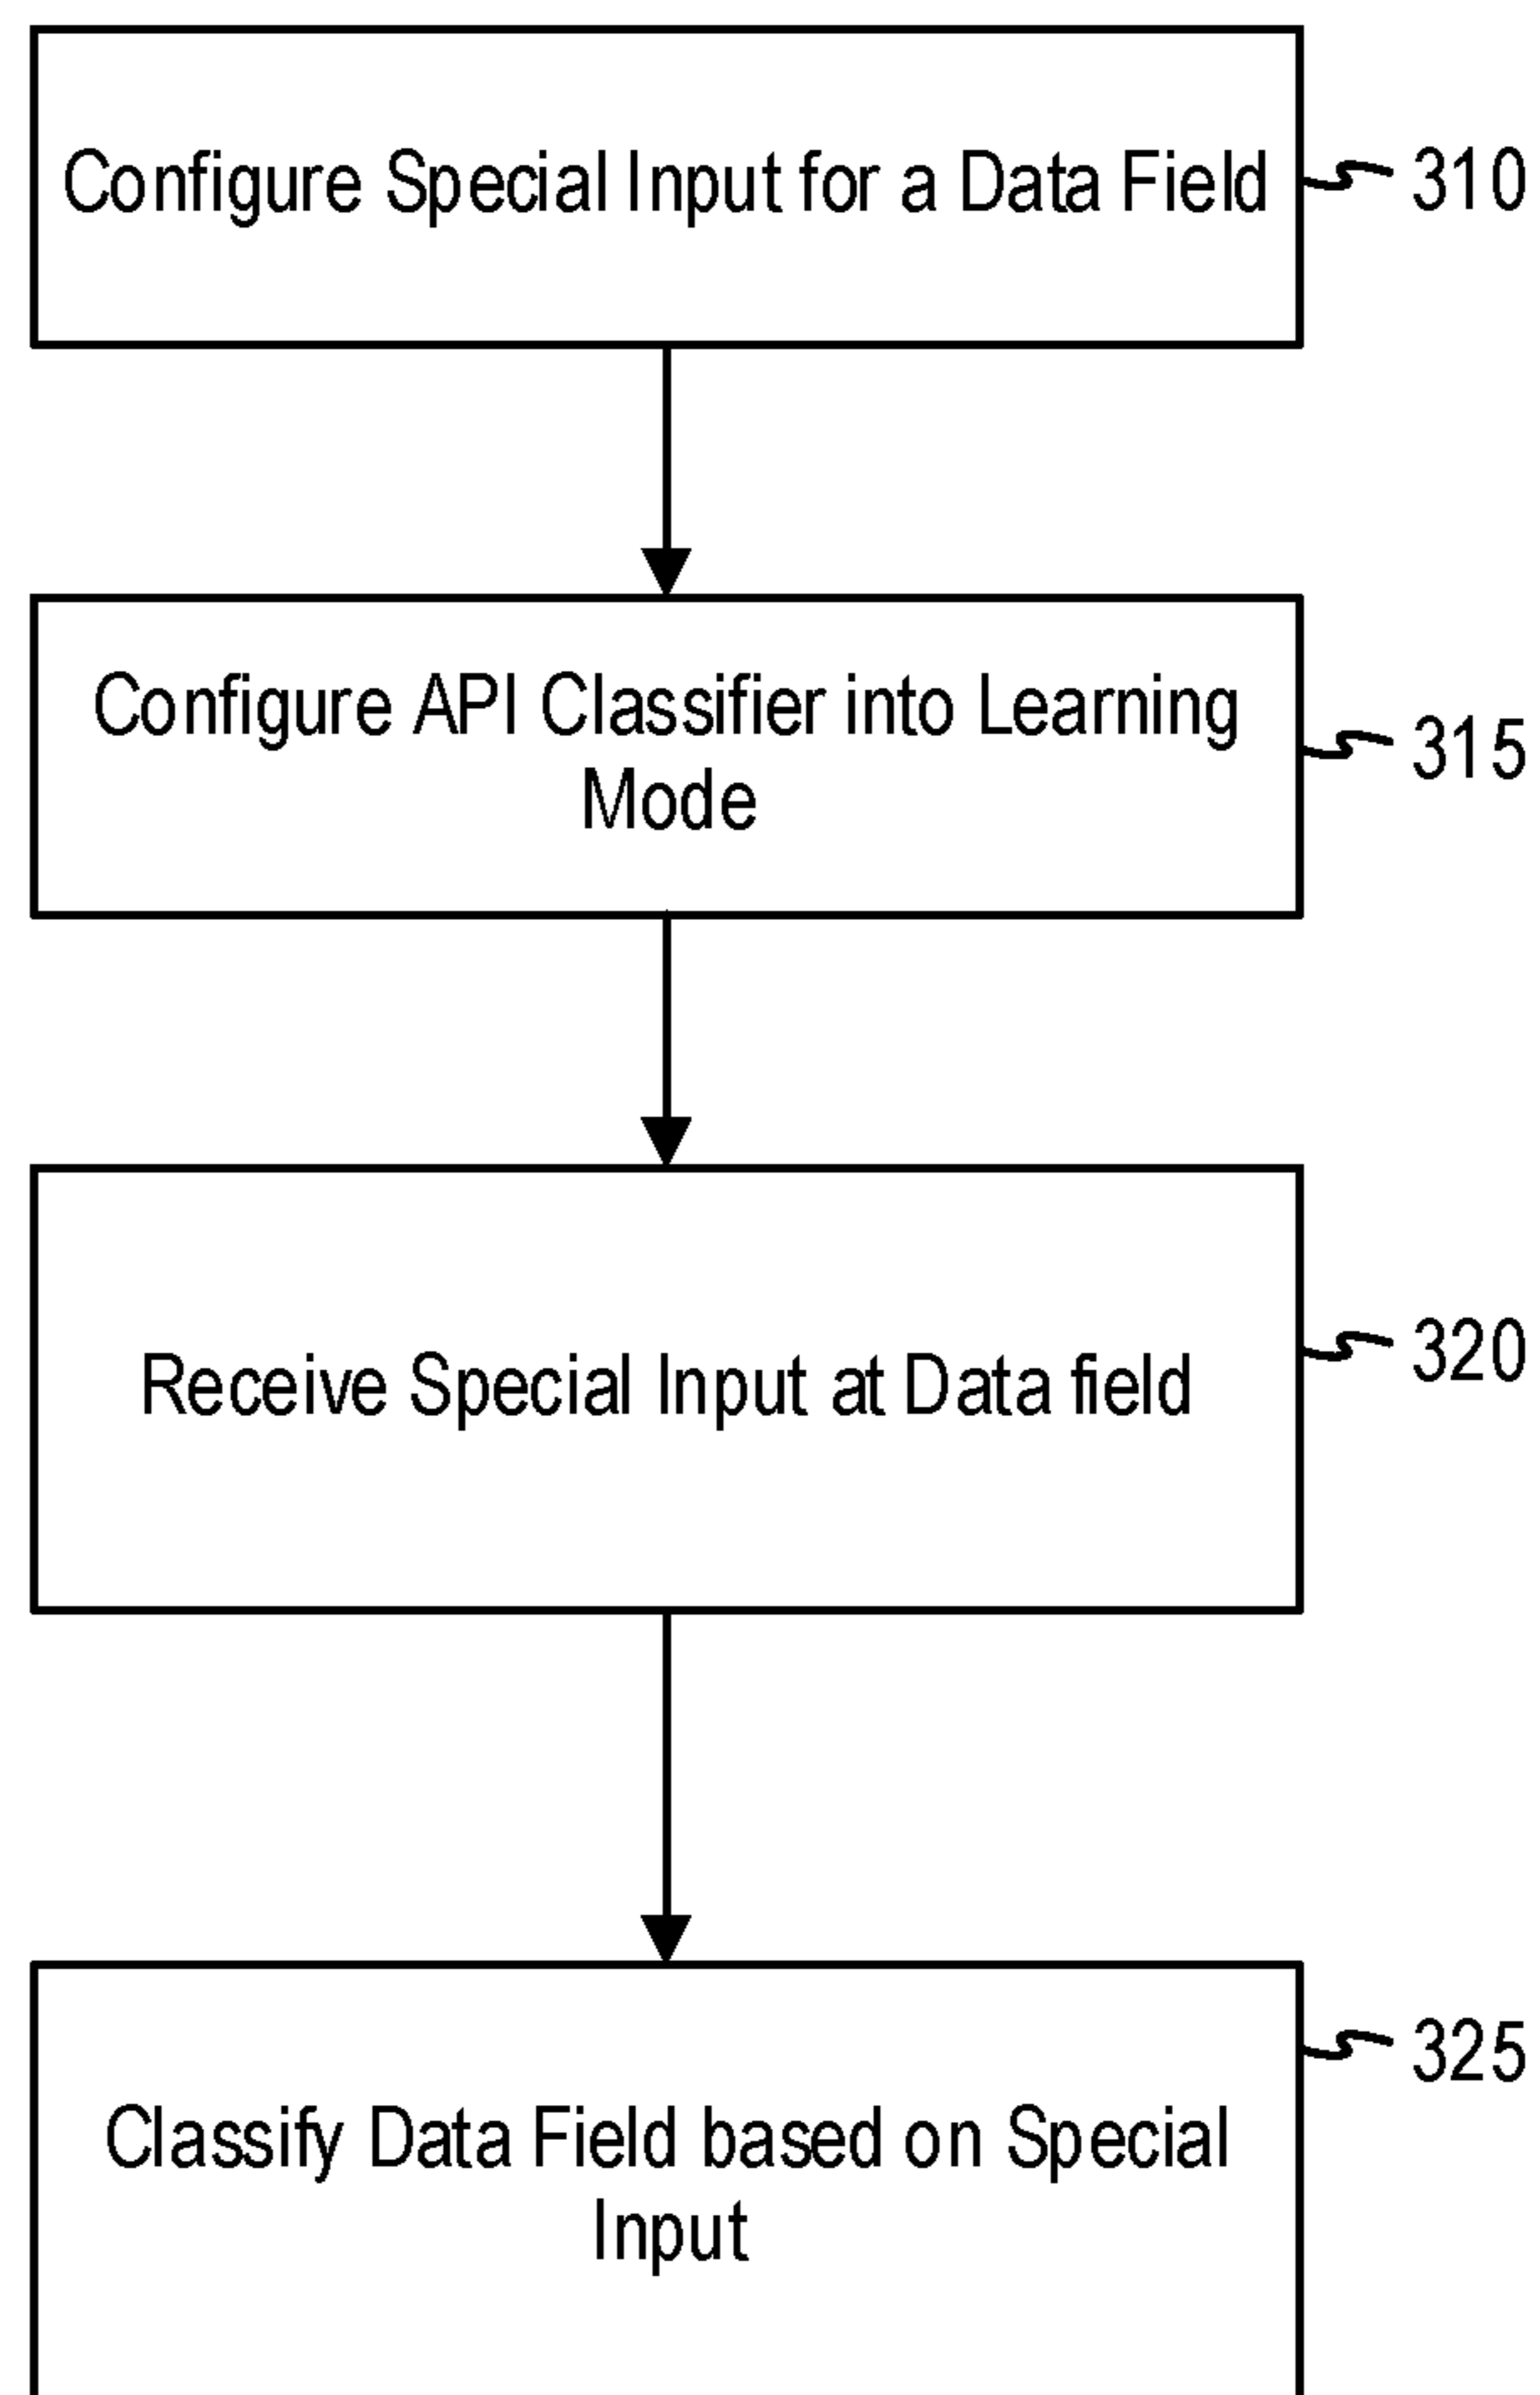 Configure Special Input for a Data Field
310
Configure API Classifier into Learning
Mode
315
Receive Special Input at Data field
320
Classify Data Field based on Special
Input
325